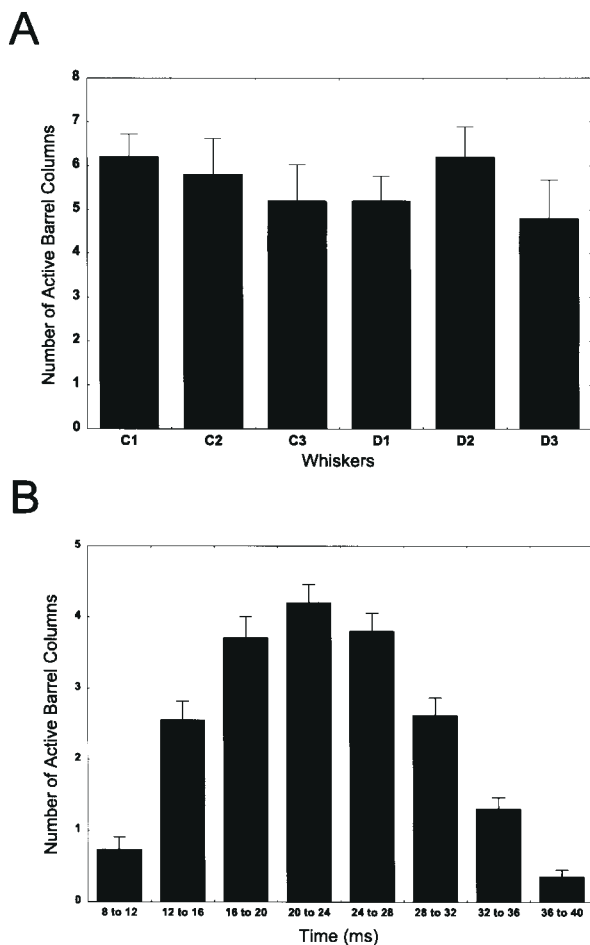 A
Number of Active Barrel Columns
8
7
6
5
4
3
2
1
0
C1 C2 C3 D1 D2 D3
Whiskers
B
Number of Active Barrel Columns
5
4
3
2
1
0
8 to 12 12 to 16 16 to 20 20 to 24 24 to 28 28 to 32 32 to 36 36 to 40
Time (ms)